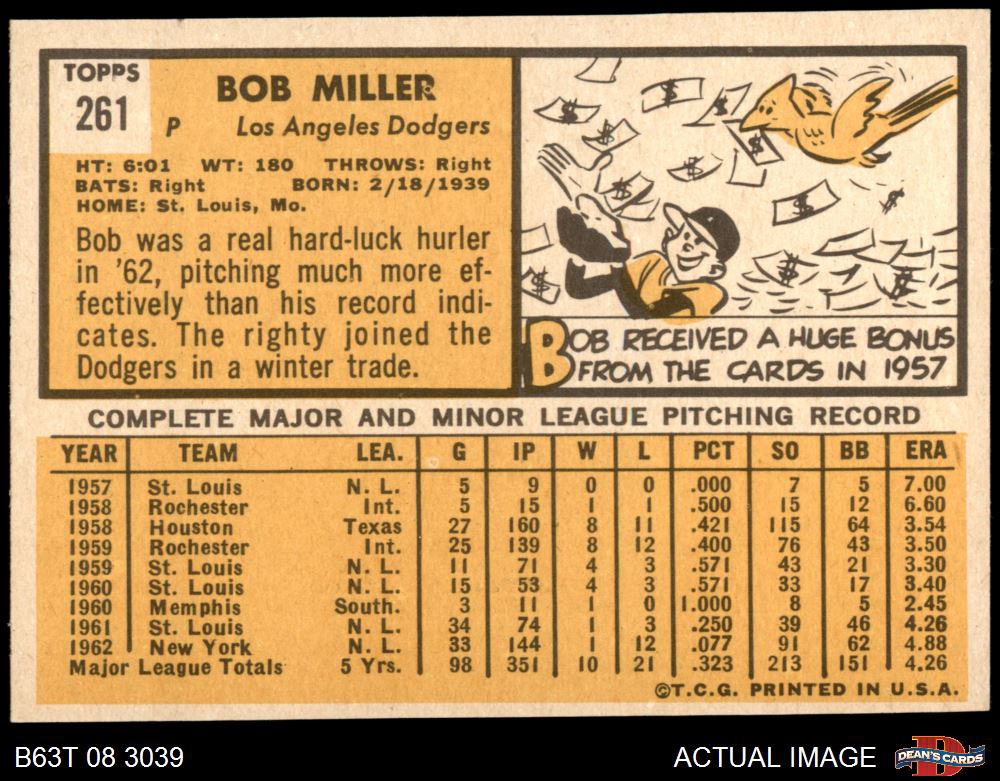 TOPPS
261
BOB MILLER
P Los Angeles Dodgers
HT: 6:01 WT: 180 THROWS: Right
BATS: Right BORN: 2/18/1939
HOME: St. Louis, Mo.
Bob was a real hard-luck hurler
in '62, pitching much more ef-
fectively than his record indi-
cates. The righty joined the
Dodgers in a winter trade.
BOB RECEIVED A HUGE BONUS
FROM THE CARDS IN 1957
COMPLETE MAJOR AND MINOR LEAGUE PITCHING RECORD
YEAR TEAM LEA. G IP W L PCT SO BB ERA
1957 St. Louis N. L. 5 9 0 0 .000 7 5 7.00
1958 Rochester Int. 5 15 1 1 .500 15 12 6.60
1958 Houston Texas 27 160 8 11 .421 115 64 3.54
1959 Rochester Int. 25 139 8 12 .400 76 43 3.50
1959 St. Louis N. L. 11 71 4 3 .571 43 21 3.30
1960 St. Louis N. L. 15 53 4 3 .571 33 17 3.40
1960 Memphis South. 3 11 1 0 1.000 8 5 2.45
1961 St. Louis N. L. 34 74 1 3 .250 39 46 4.26
1962 New York N. L. 33 144 1 12 .077 91 62 4.88
Major League Totals 5 Yrs. 98 351 10 21 .323 213 151 4.26
©T.C.G. PRINTED IN U.S.A.
B63T 08 3039
ACTUAL IMAGE
D
DEAN'S CARDS